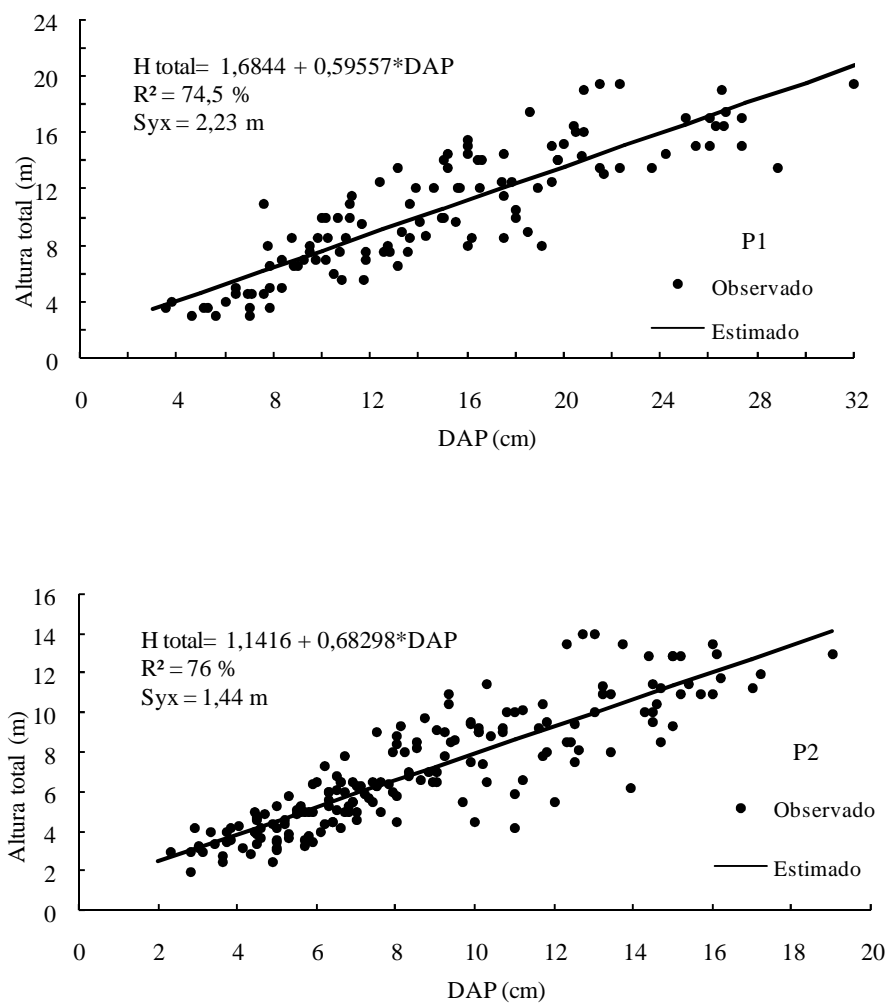 24
20
16
12
8
4
0
Altura total (m)
H total= 1,6844 + 0,59557*DAP
R² = 74,5 %
Syx = 2,23 m
P1
Observado
Estimado
0 4 8 12 16 20 24 28 32
DAP (cm)
16
14
12
10
8
6
4
2
0
Altura total (m)
H total= 1,1416 + 0,68298*DAP
R² = 76 %
Syx = 1,44 m
P2
Observado
Estimado
0 2 4 6 8 10 12 14 16 18 20
DAP (cm)